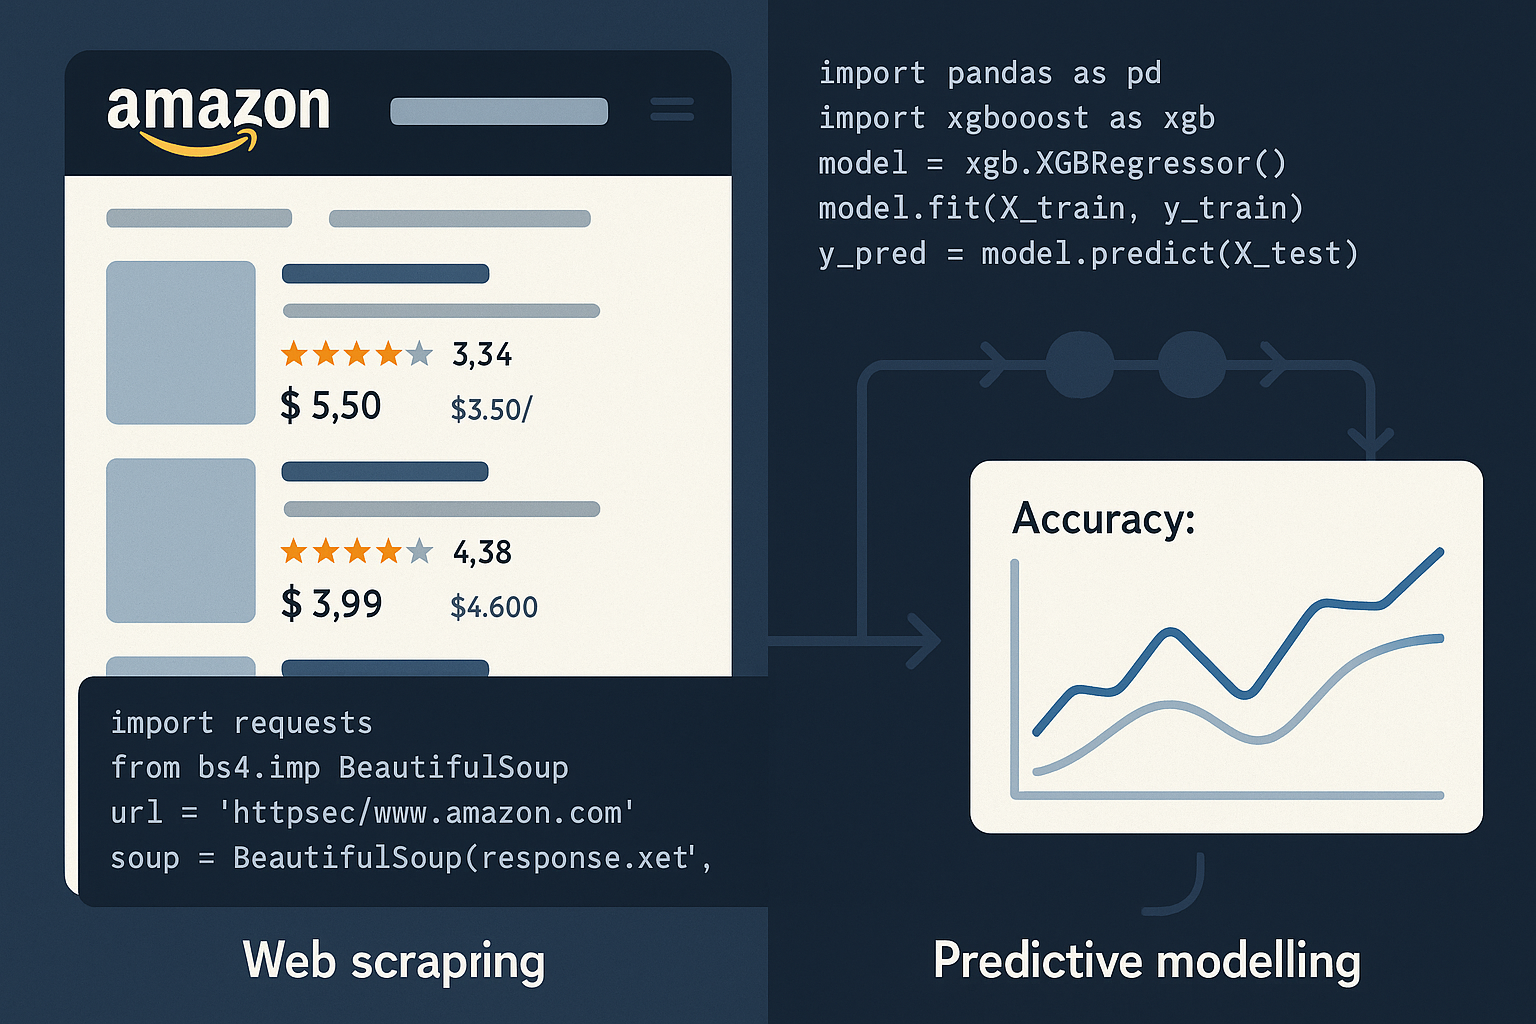 amazon
3,34
$ 5,50 $3.50/
4,38
$ 3,99 $4.600
import requests
from bs4.imp BeautifulSoup
url = 'httpsec/www.amazon.com'
soup = BeautifulSoup(response.xet',
Web scrapring
import pandas as pd
import xgbooost as xgb
model = xgb.XGBRegressor()
model.fit(X_train, y_train)
y_pred = model.predict(X_test)
Accuracy:
Predictive modelling